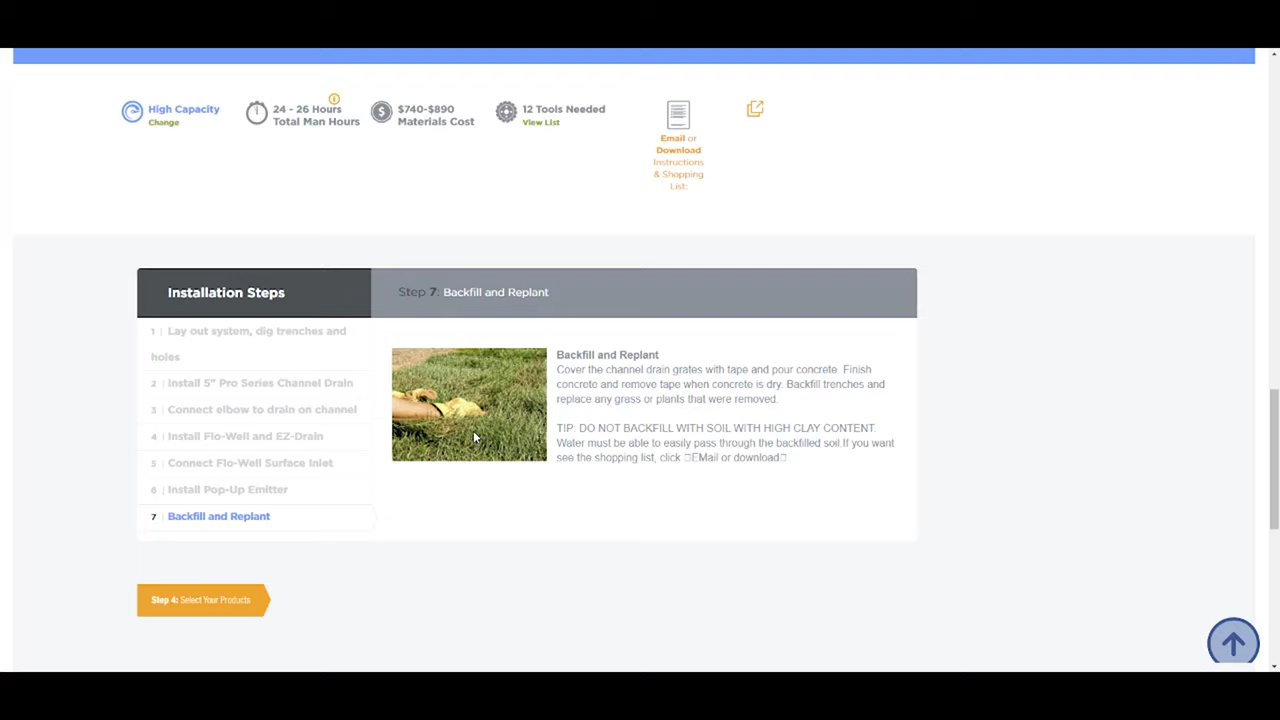 High Capacity
Change
24 - 26 Hours
Total Man Hours
$740-$890
Materials Cost
12 Tools Needed
View List
Email or
Download
Instructions
& Shopping
List:
Installation Steps
Step 7: Backfill and Replant
1 | Lay out system, dig trenches and
holes
2 | Install 5" Pro Series Channel Drain
3 | Connect elbow to drain on channel
4 | Install Flo-Well and EZ-Drain
5 | Connect Flo-Well Surface Inlet
6 | Install Pop-Up Emitter
7 | Backfill and Replant
Backfill and Replant
Cover the channel drain grates with tape and pour concrete. Finish
concrete and remove tape when concrete is dry. Backfill trenches and
replace any grass or plants that were removed.
TIP: DO NOT BACKFILL WITH SOIL WITH HIGH CLAY CONTENT.
Water must be able to easily pass through the backfilled soil.If you want
see the shopping list, click □EMail or download□.
Step 4: Select Your Products